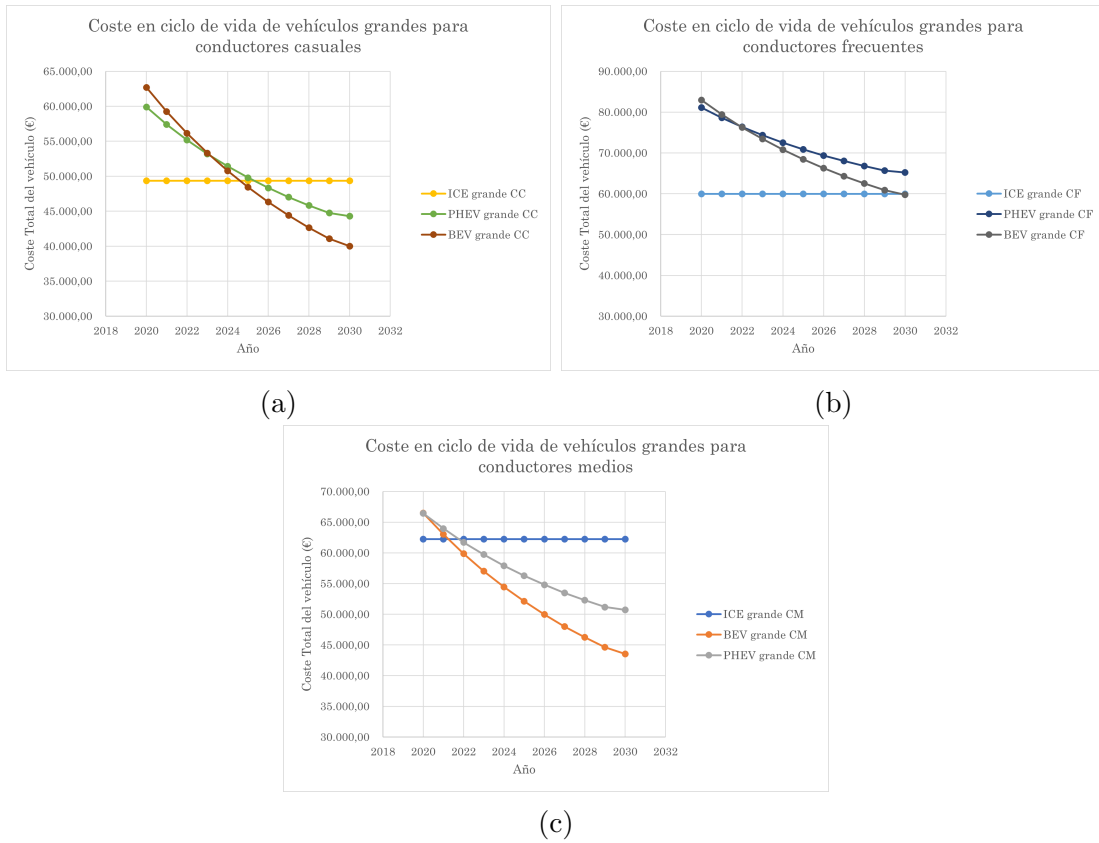 Coste en ciclo de vida de vehículos grandes para
conductores casuales
65.000,00
60.000,00
55.000,00
50.000,00
45.000,00
40.000,00
35.000,00
30.000,00
Coste Total del vehículo (€)
2018 2020 2022 2024 2026 2028 2030 2032
Año
ICE grande CC
PHEV grande CC
BEV grande CC
(a)
Coste en ciclo de vida de vehículos grandes para
conductores frecuentes
90.000,00
80.000,00
70.000,00
60.000,00
50.000,00
40.000,00
30.000,00
Coste Total del vehículo (€)
2018 2020 2022 2024 2026 2028 2030 2032
Año
ICE grande CF
PHEV grande CF
BEV grande CF
(b)
Coste en ciclo de vida de vehículos grandes para
conductores medios
70.000,00
65.000,00
60.000,00
55.000,00
50.000,00
45.000,00
40.000,00
35.000,00
30.000,00
Coste Total del vehículo (€)
2018 2020 2022 2024 2026 2028 2030 2032
Año
ICE grande CM
BEV grande CM
PHEV grande CM
(c)